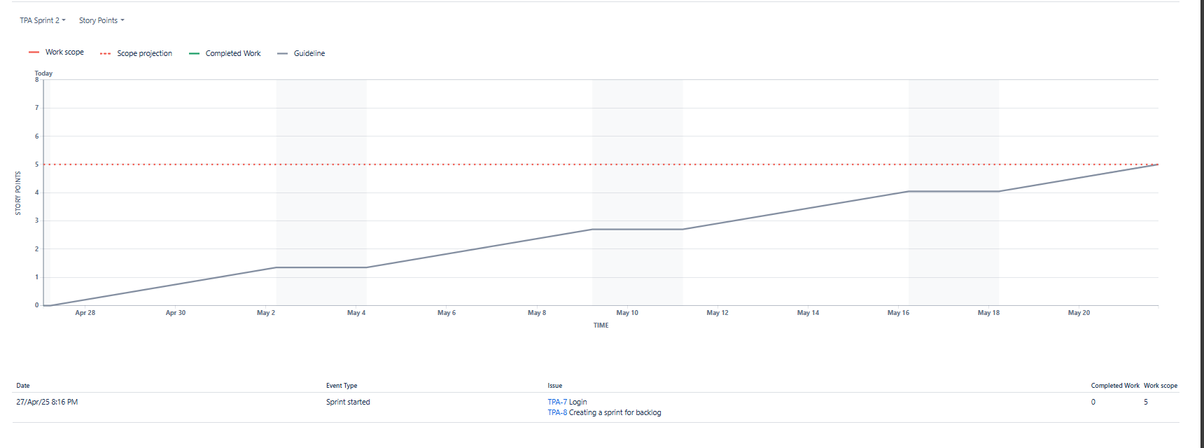 TPA Sprint 2 Story Points
Work scope Scope projection Completed Work Guideline
Today
8
7
6
5
4
3
2
1
0
STORY POINTS
Apr 28 Apr 30 May 2 May 4 May 6 May 8 May 10 May 12 May 14 May 16 May 18 May 20
TIME
Date Event Type Issue Completed Work Work scope
27/Apr/25 8:16 PM Sprint started TPA-7 Login 0 5
TPA-8 Creating a sprint for backlog